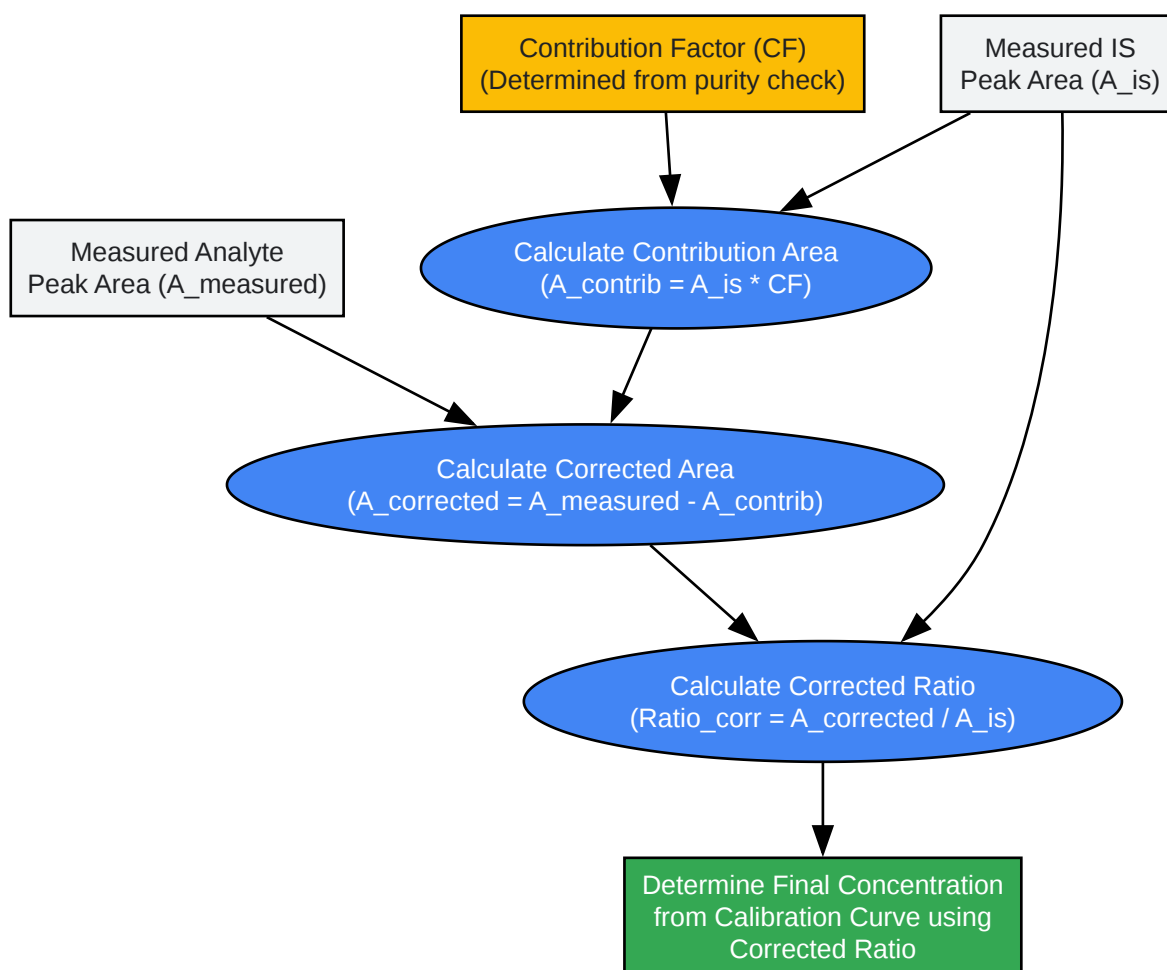 Contribution Factor (CF)
(Determined from purity check)
Measured IS
Peak Area (A_is)
Measured Analyte
Peak Area (A_measured)
Calculate Contribution Area
(A_contrib = A_is * CF)
Calculate Corrected Area
(A_corrected = A_measured - A_contrib)
Calculate Corrected Ratio
(Ratio_corr = A_corrected / A_is)
Determine Final Concentration
from Calibration Curve using
Corrected Ratio